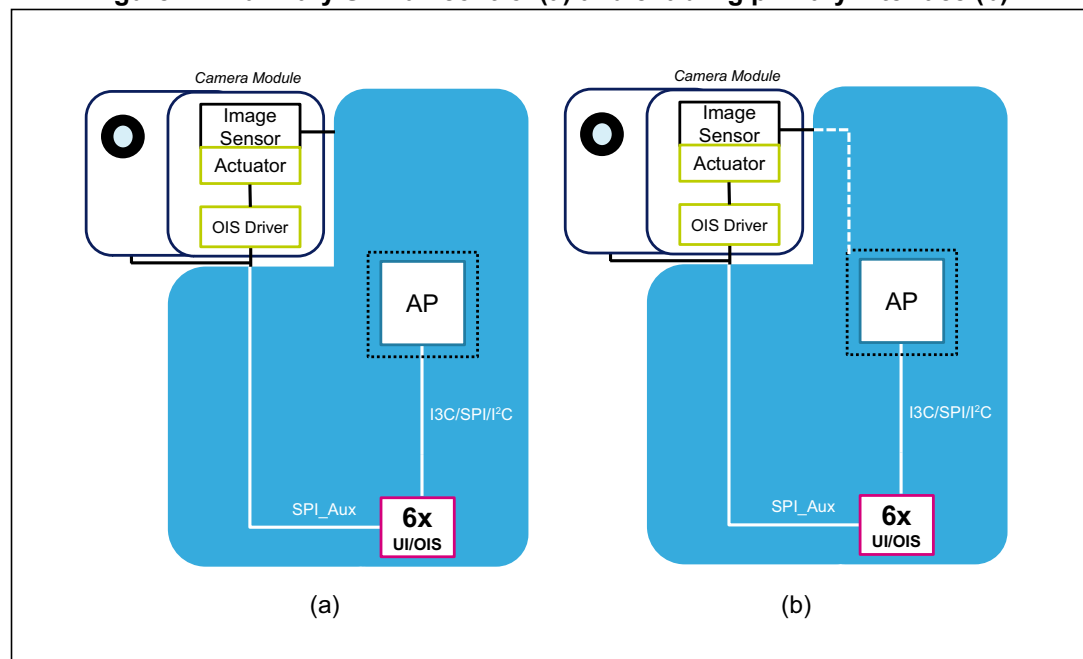 Camera Module
Image
Sensor
Actuator
OIS Driver
AP
I3C/SPI/I²C
SPI_Aux
6x
UI/OIS
(a)
Camera Module
Image
Sensor
Actuator
OIS Driver
AP
I3C/SPI/I²C
SPI_Aux
6x
UI/OIS
(b)